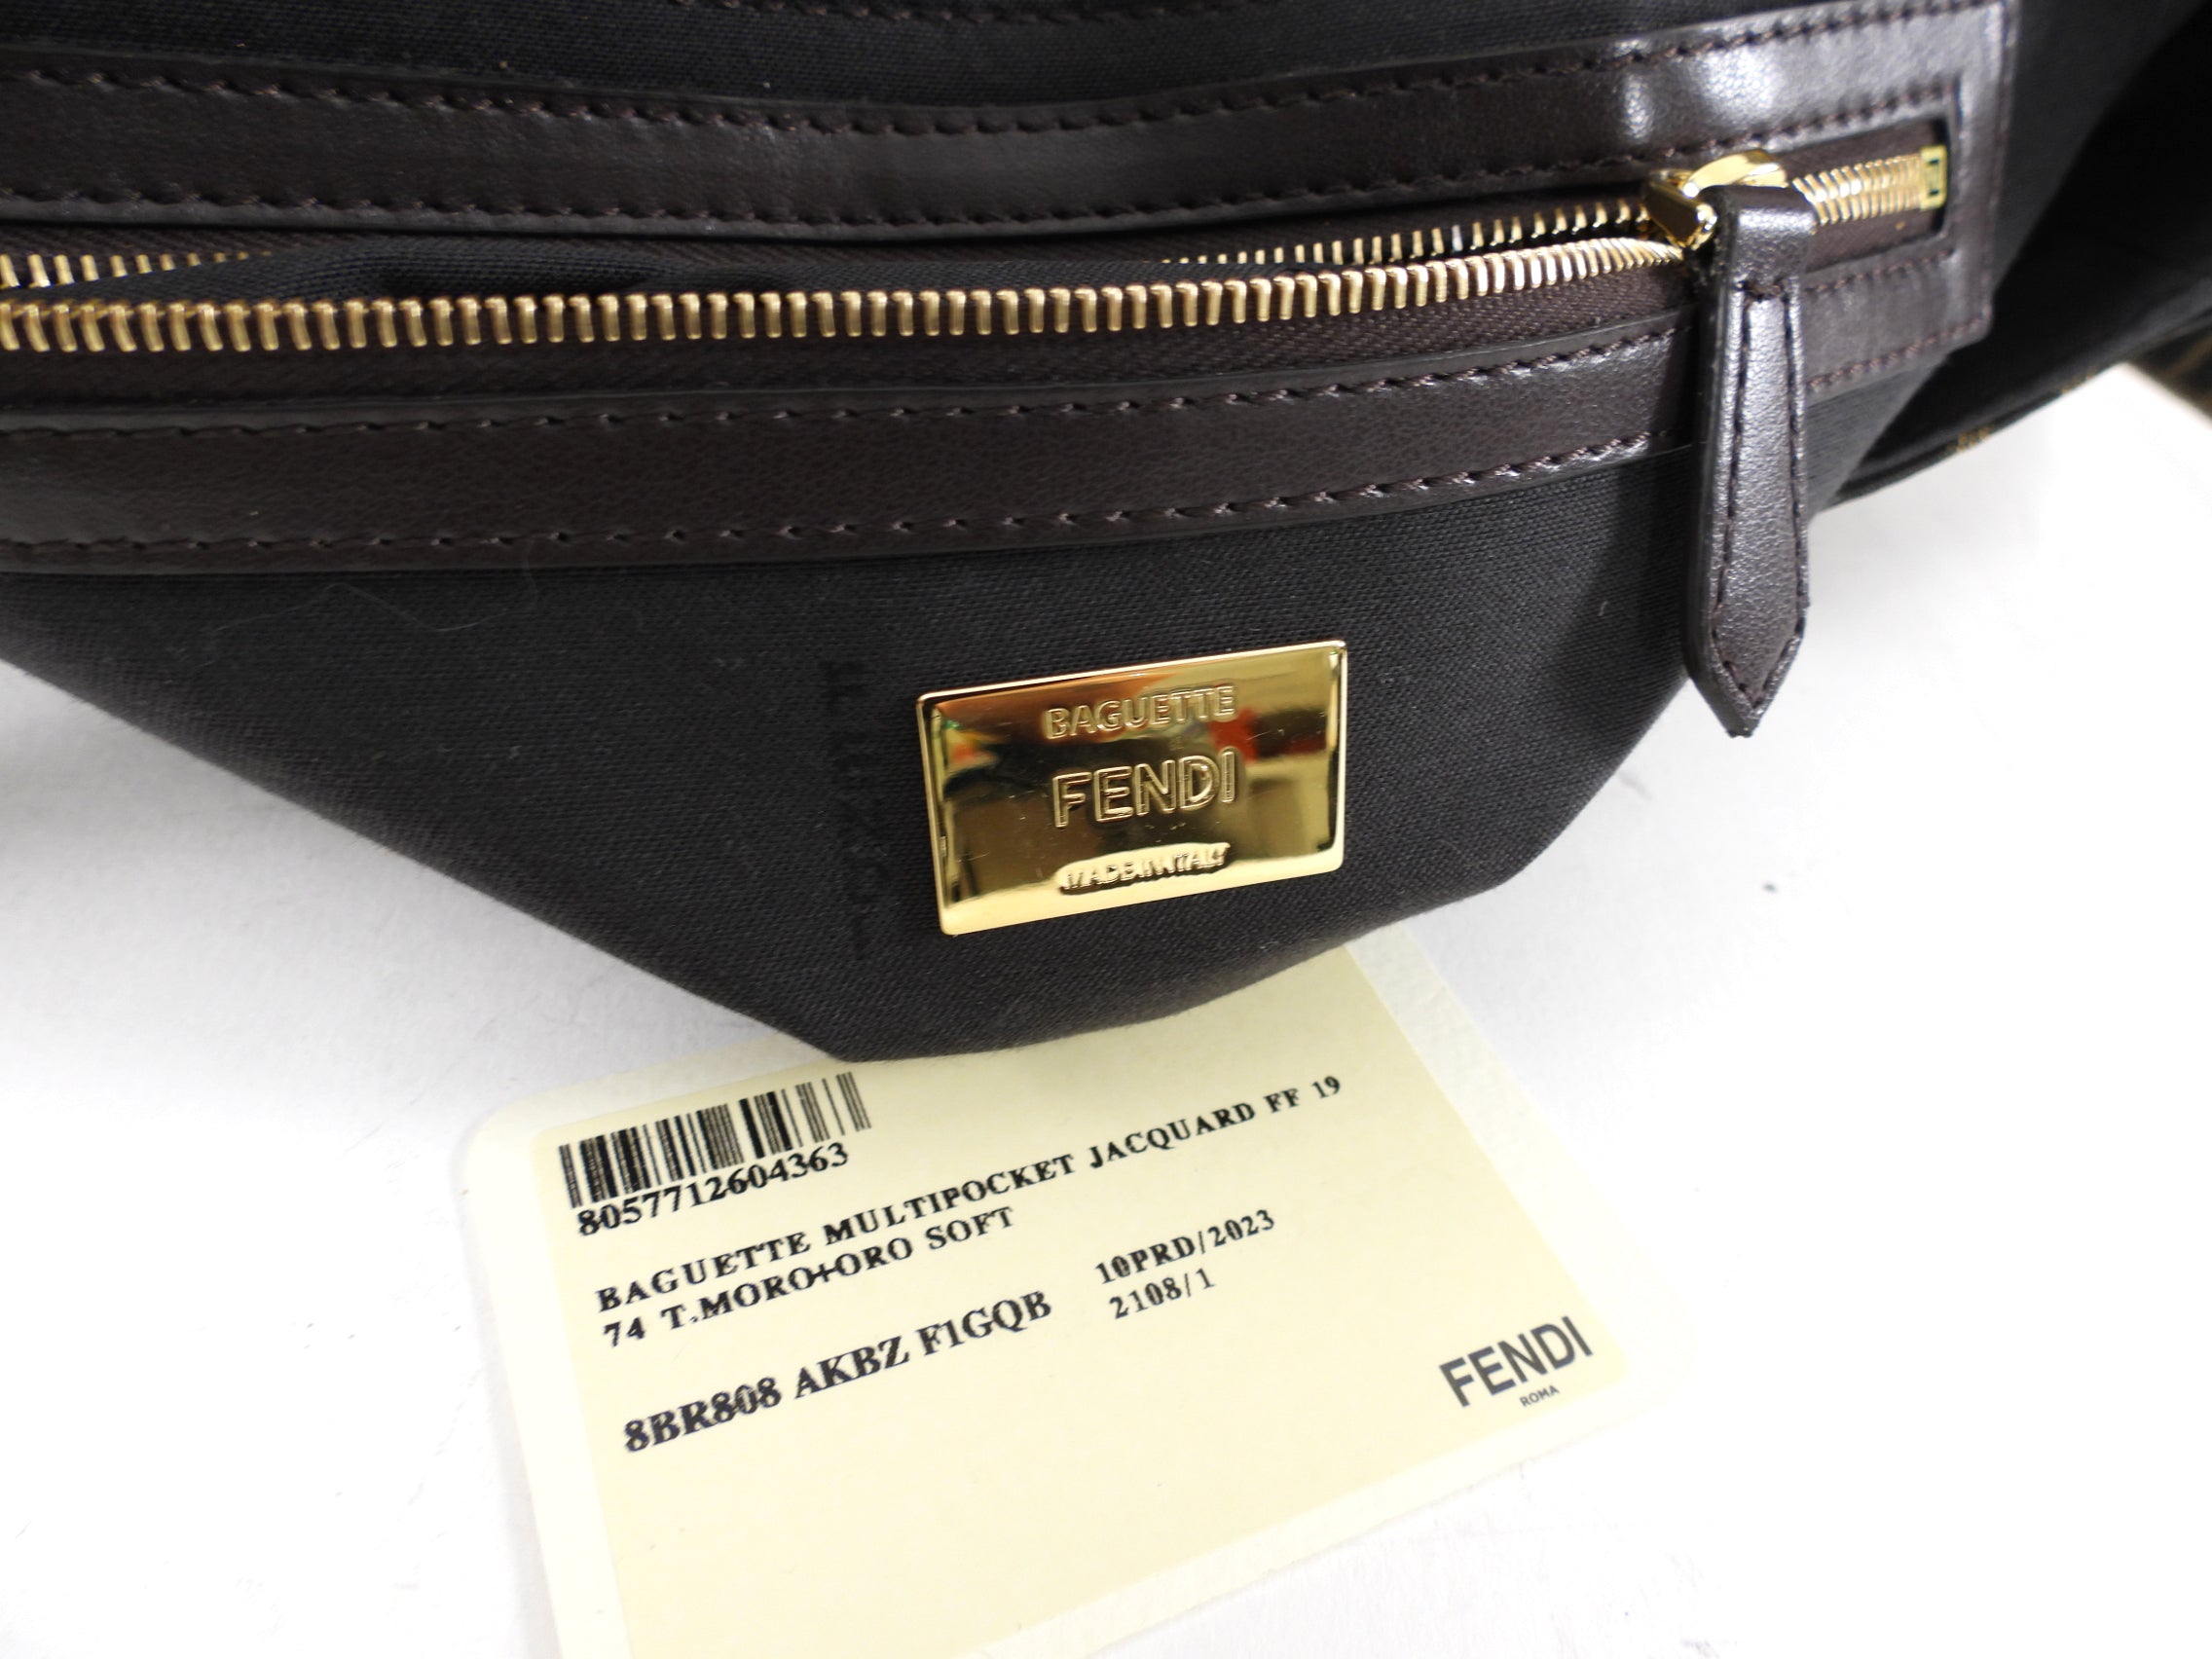 BAGUETTE
FENDI
MADE IN ITALY
8057712604363
BAGUETTE MULTIPOCKET JACQUARD FF 19
74 T.MORO+ORO SOFT
8BR808 AKBZ F1GQB
10PRD/2023
2108/1
FENDI
ROMA